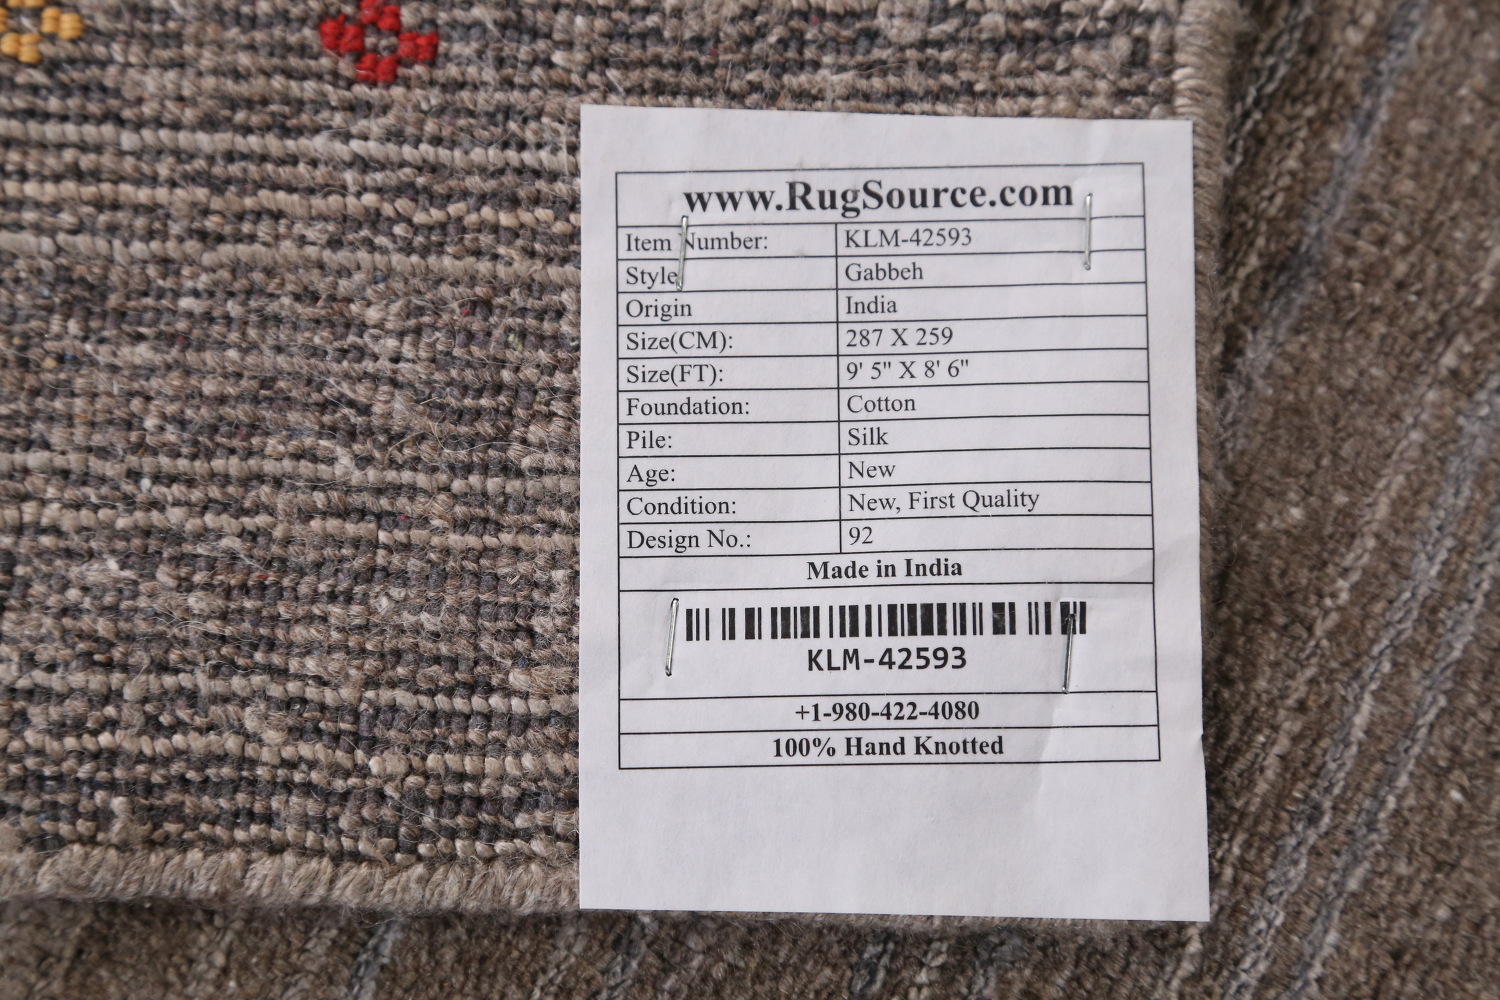 www.RugSource.com
Item Number: KLM-42593
Style Gabbeh
Origin India
Size(CM): 287 X 259
Size(FT): 9' 5" X 8' 6"
Foundation: Cotton
Pile: Silk
Age: New
Condition: New, First Quality
Design No.: 92
Made in India
KLM-42593
+1-980-422-4080
100% Hand Knotted